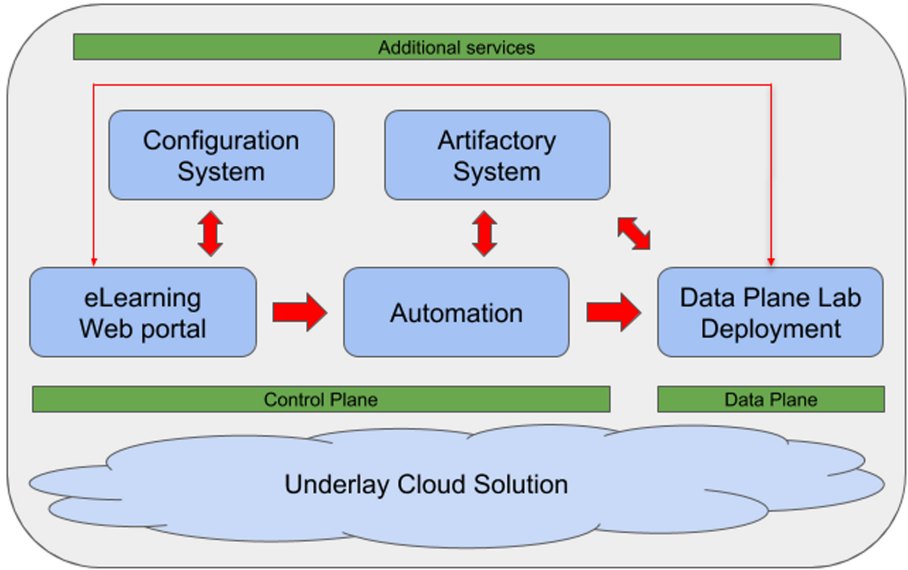 Additional services
Configuration
System
Artifactory
System
eLearning
Web portal
Automation
Data Plane Lab
Deployment
Control Plane
Data Plane
Underlay Cloud Solution